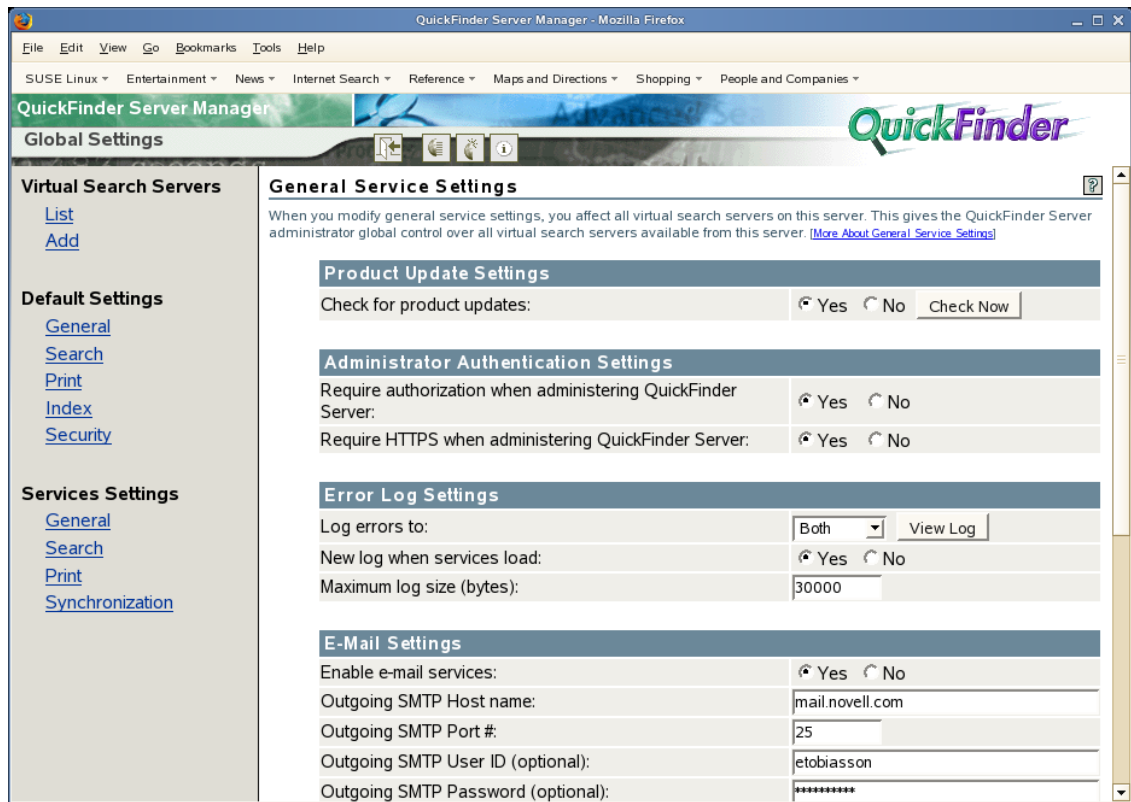 QuickFinder Server Manager - Mozilla Firefox
File Edit View Go Bookmarks Tools Help
SUSE Linux Entertainment News Internet Search Reference Maps and Directions Shopping People and Companies
QuickFinder Server Manager
Advanced Sea
QuickFinder
Global Settings
Virtual Search Servers
List
Add
Default Settings
General
Search
Print
Index
Security
Services Settings
General
Search
Print
Synchronization
General Service Settings
When you modify general service settings, you affect all virtual search servers on this server. This gives the QuickFinder Server
administrator global control over all virtual search servers available from this server. [More About General Service Settings]
Product Update Settings
Check for product updates: Yes No Check Now
Administrator Authentication Settings
Require authorization when administering QuickFinder
Server: Yes No
Require HTTPS when administering QuickFinder Server: Yes No
Error Log Settings
Log errors to: Both View Log
New log when services load: Yes No
Maximum log size (bytes): 30000
E-Mail Settings
Enable e-mail services: Yes No
Outgoing SMTP Host name: mail.novell.com
Outgoing SMTP Port #: 25
Outgoing SMTP User ID (optional): etobiasson
Outgoing SMTP Password (optional): **********